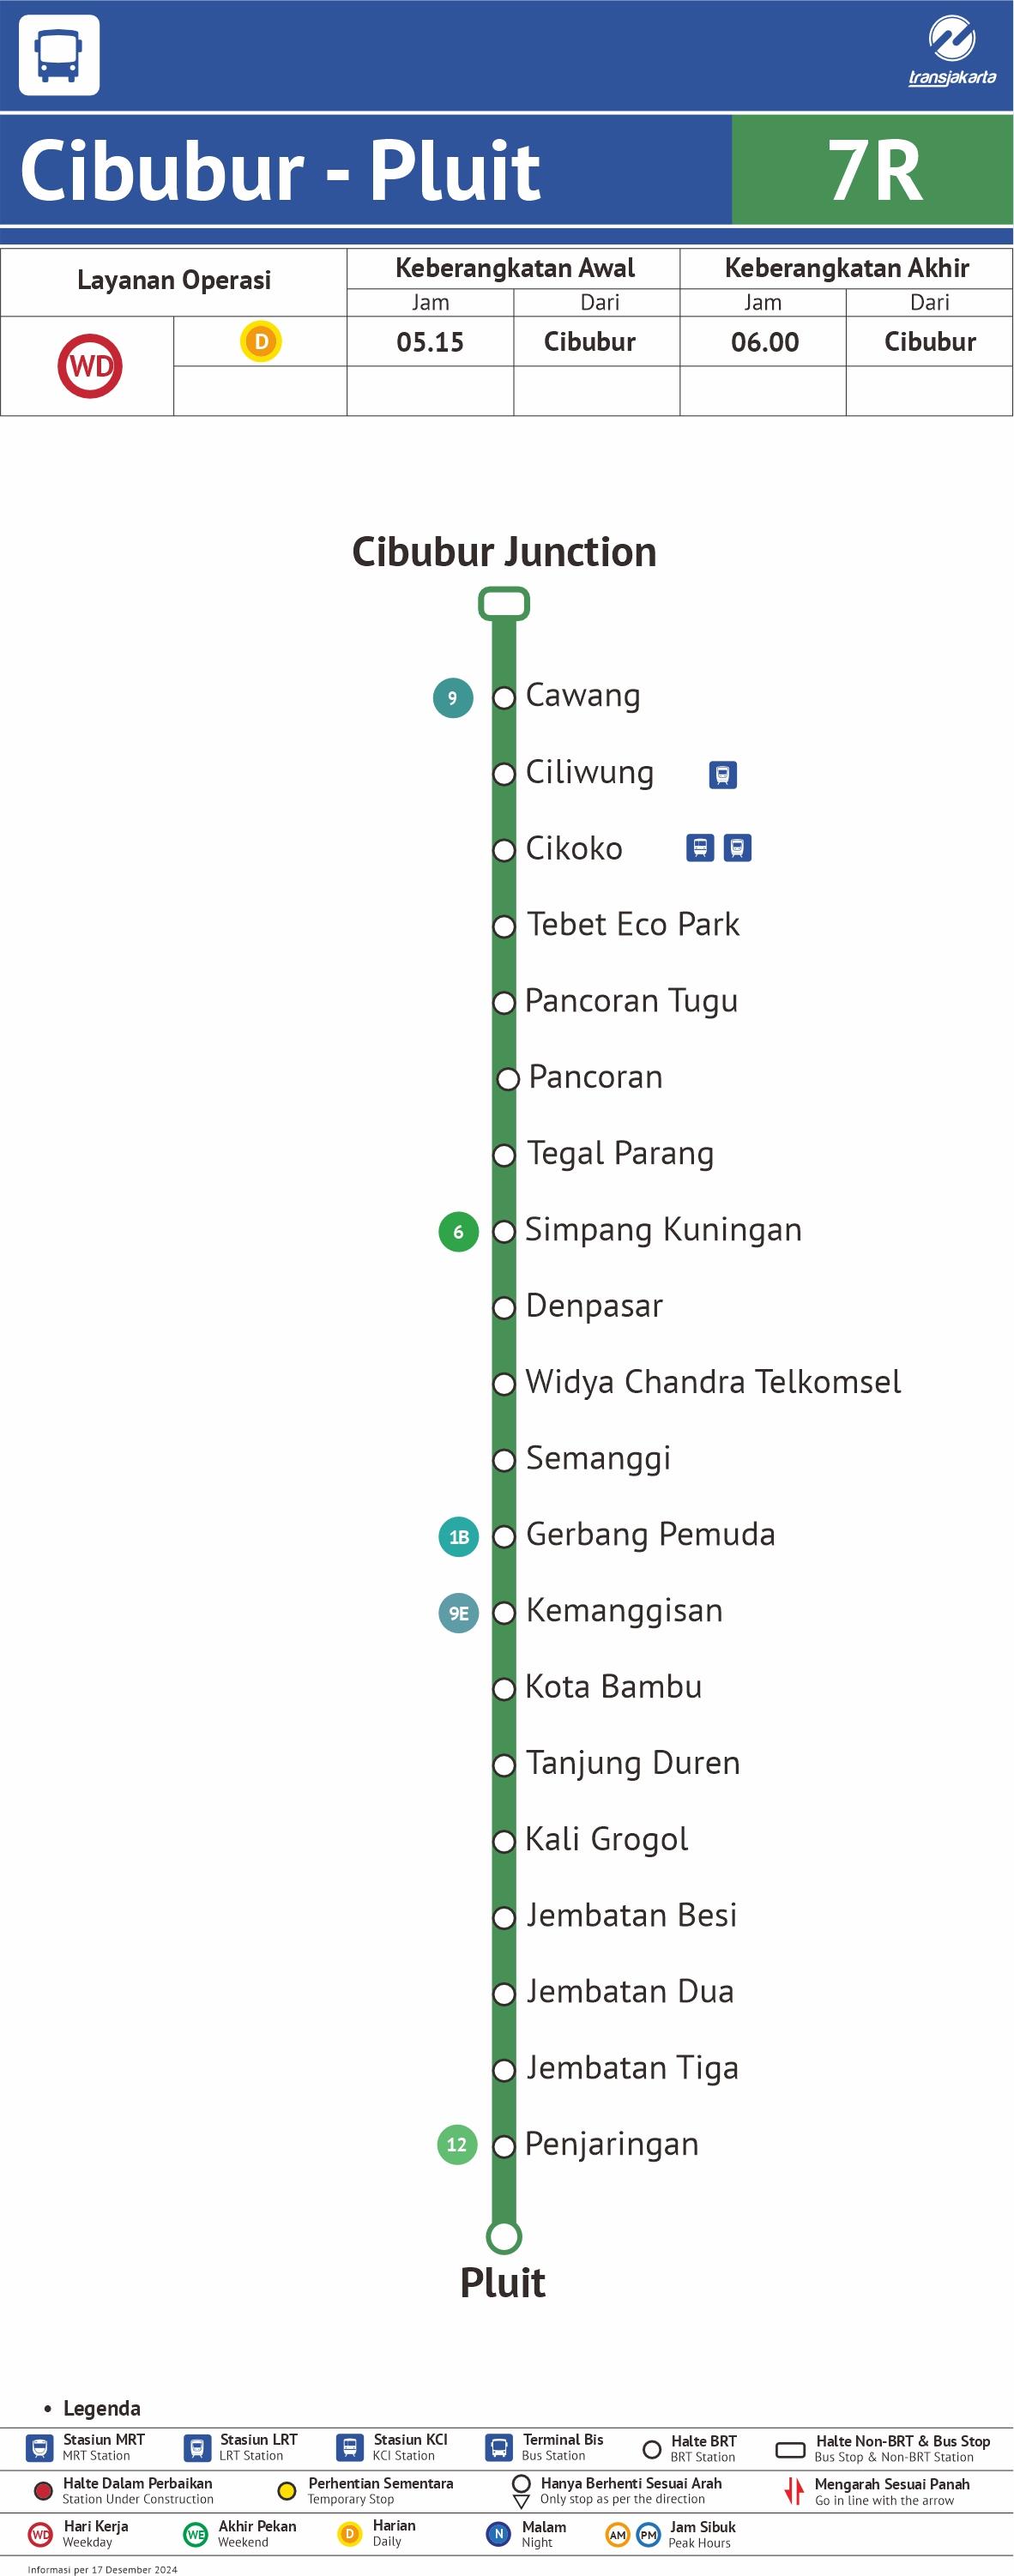 transjakarta
Cibubur - Pluit
7R
Layanan Operasi
Keberangkatan Awal
Keberangkatan Akhir
Jam
Dari
Jam
Dari
WD
D
05.15
Cibubur
06.00
Cibubur
Cibubur Junction
9
Cawang
Ciliwung
Cikoko
Tebet Eco Park
Pancoran Tugu
Pancoran
Tegal Parang
6
Simpang Kuningan
Denpasar
Widya Chandra Telkomsel
Semanggi
1B
Gerbang Pemuda
9E
Kemanggisan
Kota Bambu
Tanjung Duren
Kali Grogol
Jembatan Besi
Jembatan Dua
Jembatan Tiga
12
Penjaringan
Pluit
• Legenda
Stasiun MRT
MRT Station
Stasiun LRT
LRT Station
Stasiun KCI
KCI Station
Terminal Bis
Bus Station
Halte BRT
BRT Station
Halte Non-BRT & Bus Stop
Bus Stop & Non-BRT Station
Halte Dalam Perbaikan
Station Under Construction
Perhentian Sementara
Temporary Stop
Hanya Berhenti Sesuai Arah
Only stop as per the direction
Mengarah Sesuai Panah
Go in line with the arrow
WD
Hari Kerja
Weekday
WE
Akhir Pekan
Weekend
D
Harian
Daily
N
Malam
Night
AM
PM
Jam Sibuk
Peak Hours
Informasi per 17 Desember 2024